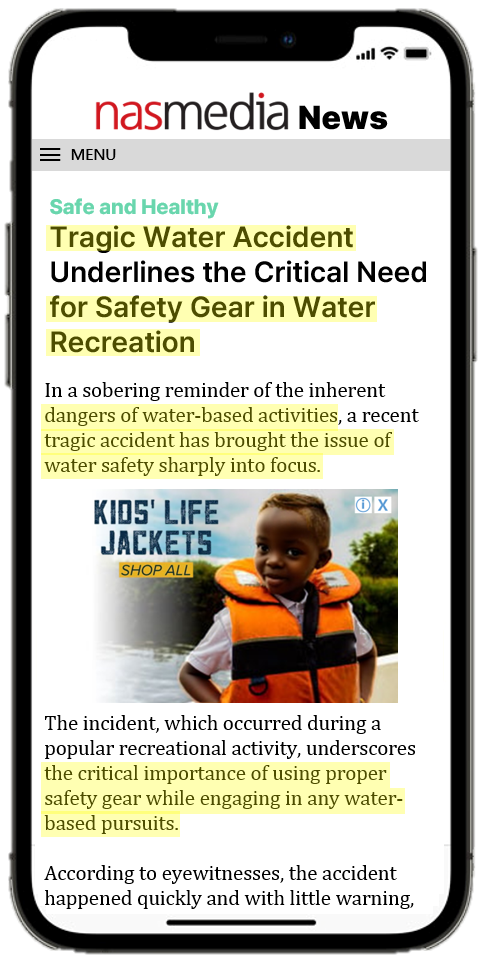 nasmedia News
MENU
Safe and Healthy
Tragic Water Accident
Underlines the Critical Need
for Safety Gear in Water
Recreation
In a sobering reminder of the inherent
dangers of water-based activities, a recent
tragic accident has brought the issue of
water safety sharply into focus.
KIDS' LIFE
JACKETS
SHOP ALL
The incident, which occurred during a
popular recreational activity, underscores
the critical importance of using proper
safety gear while engaging in any water-
based pursuits.
According to eyewitnesses, the accident
happened quickly and with little warning,